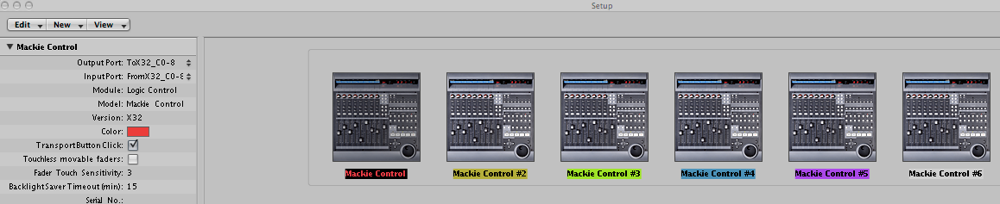 Setup
Edit New View
Mackie Control
Output Port: ToX32_C0-8
Input Port: FromX32_C0-8
Module: Logic Control
Model: Mackie Control
Version: X32
Color:
Transport Button Click:
Touchless movable faders:
Fader Touch Sensitivity: 3
Backlight Saver Timeout (min): 15
Serial No.:
Mackie Control Mackie Control #2 Mackie Control #3 Mackie Control #4 Mackie Control #5 Mackie Control #6